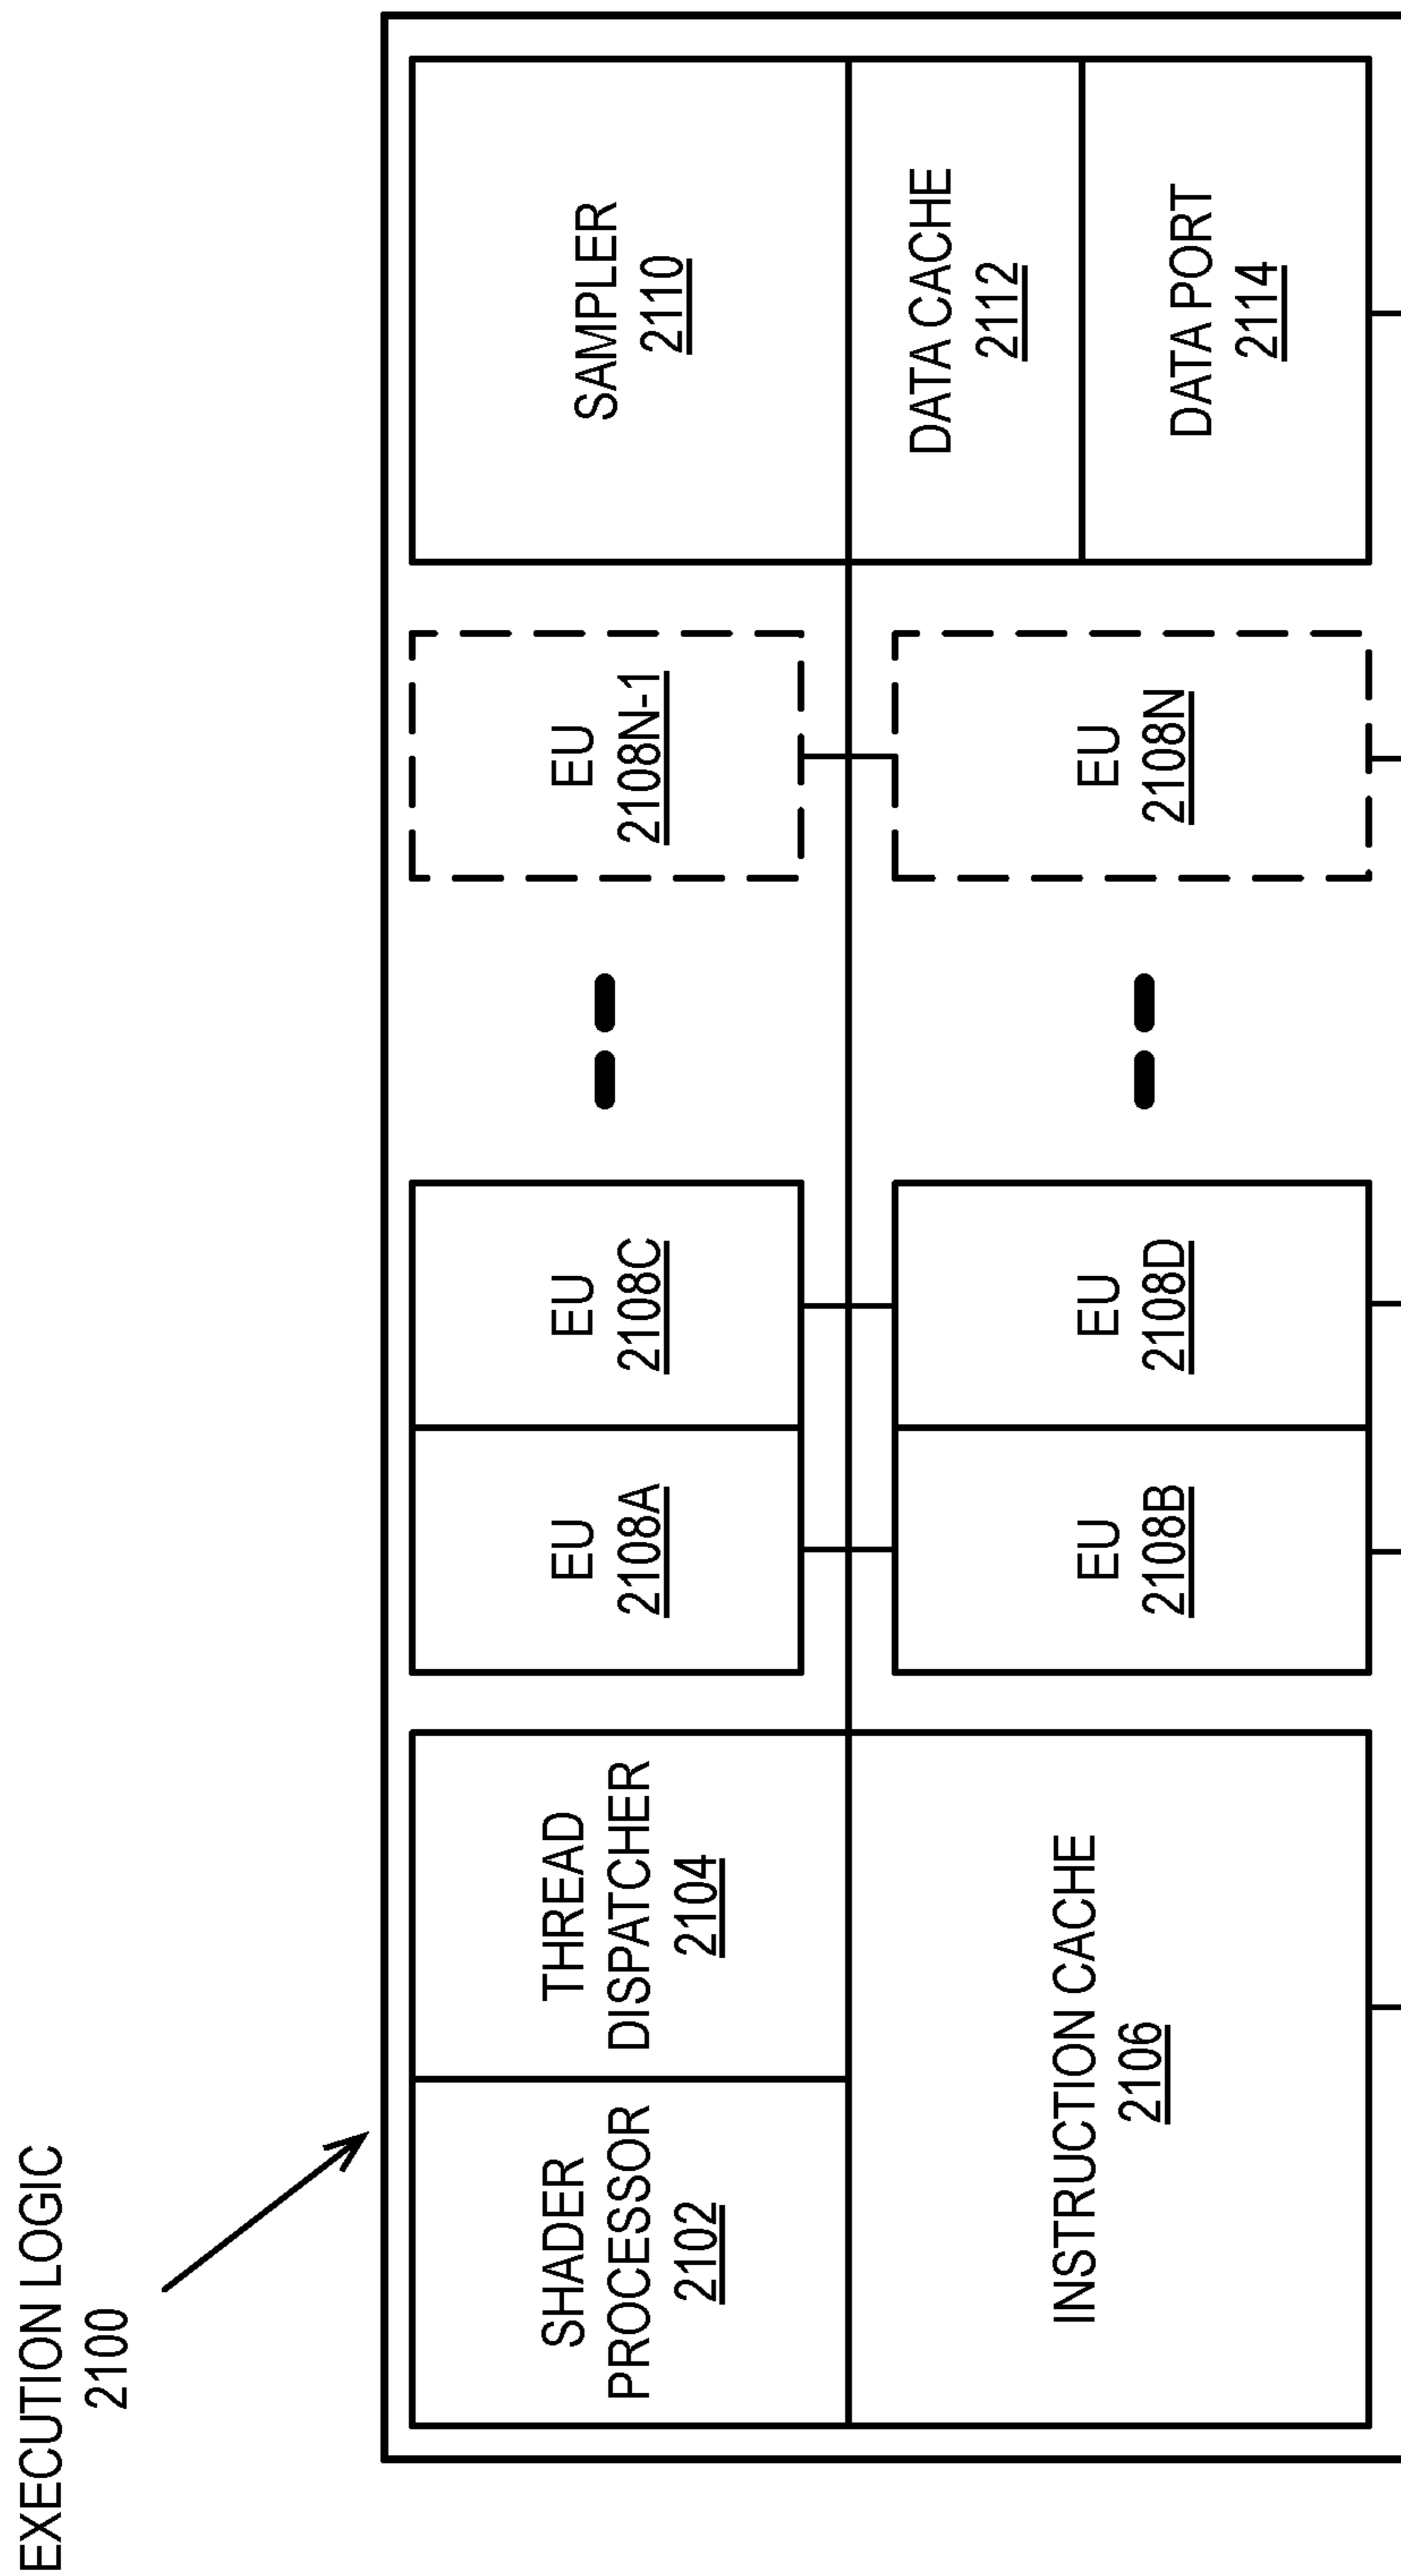 EXECUTION LOGIC
2100
SHADER
PROCESSOR
2102
THREAD
DISPATCHER
2104
EU
2108A
EU
2108C
EU
2108N-1
SAMPLER
2110
INSTRUCTION CACHE
2106
EU
2108B
EU
2108D
EU
2108N
DATA CACHE
2112
DATA PORT
2114